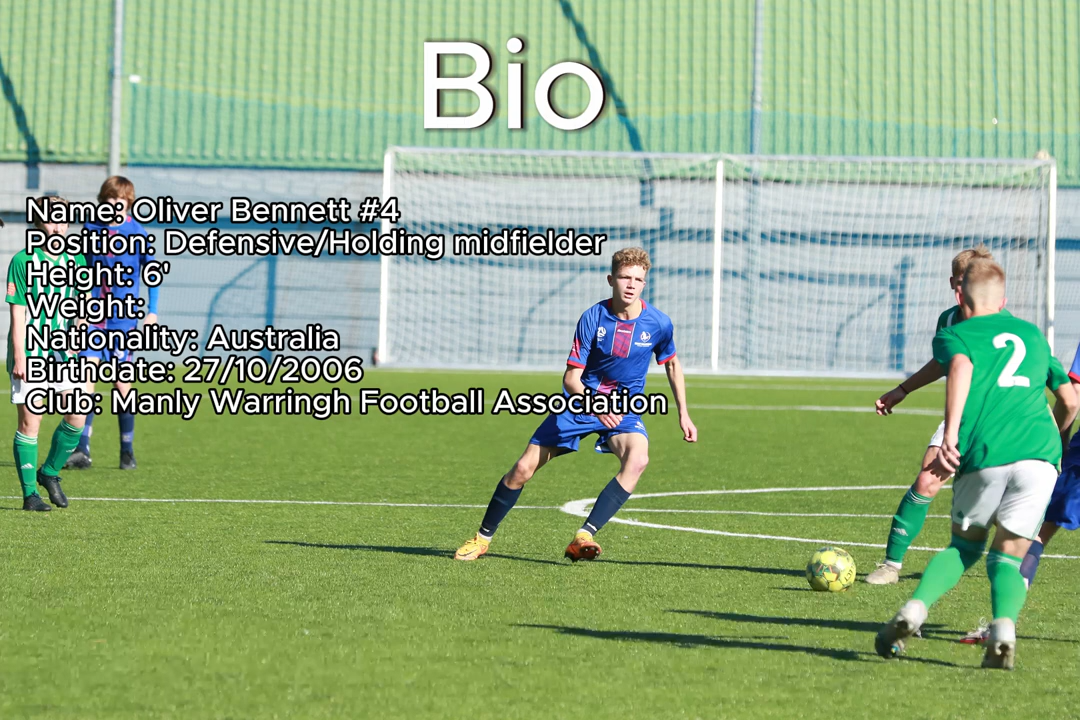 Bio
Name: Oliver Bennett #4
Position: Defensive/Holding midfielder
Height: 6'
Weight:
Nationality: Australia
Birthdate: 27/10/2006
Club: Manly Warringh Football Association
2